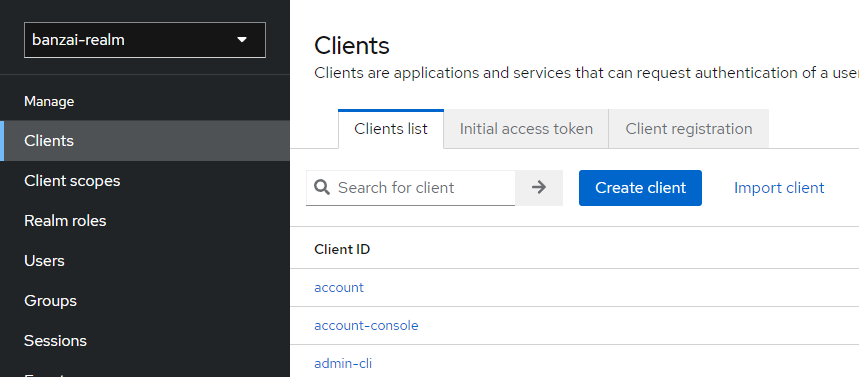 banzai-realm
Manage
Clients
Client scopes
Realm roles
Users
Groups
Sessions
Clients
Clients are applications and services that can request authentication of a use
Clients list Initial access token Client registration
Search for client Create client Import client
Client ID
account
account-console
admin-cli